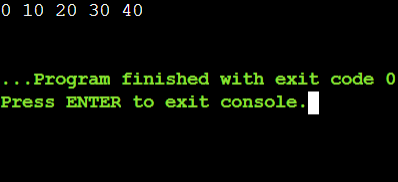 0 10 20 30 40
...Program finished with exit code 0
Press ENTER to exit console.